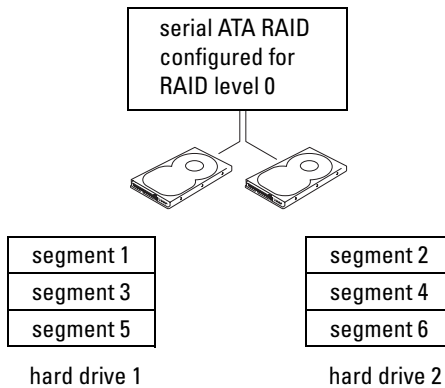 serial ATA RAID
configured for
RAID level 0
segment 1
segment 3
segment 5
hard drive 1
segment 2
segment 4
segment 6
hard drive 2